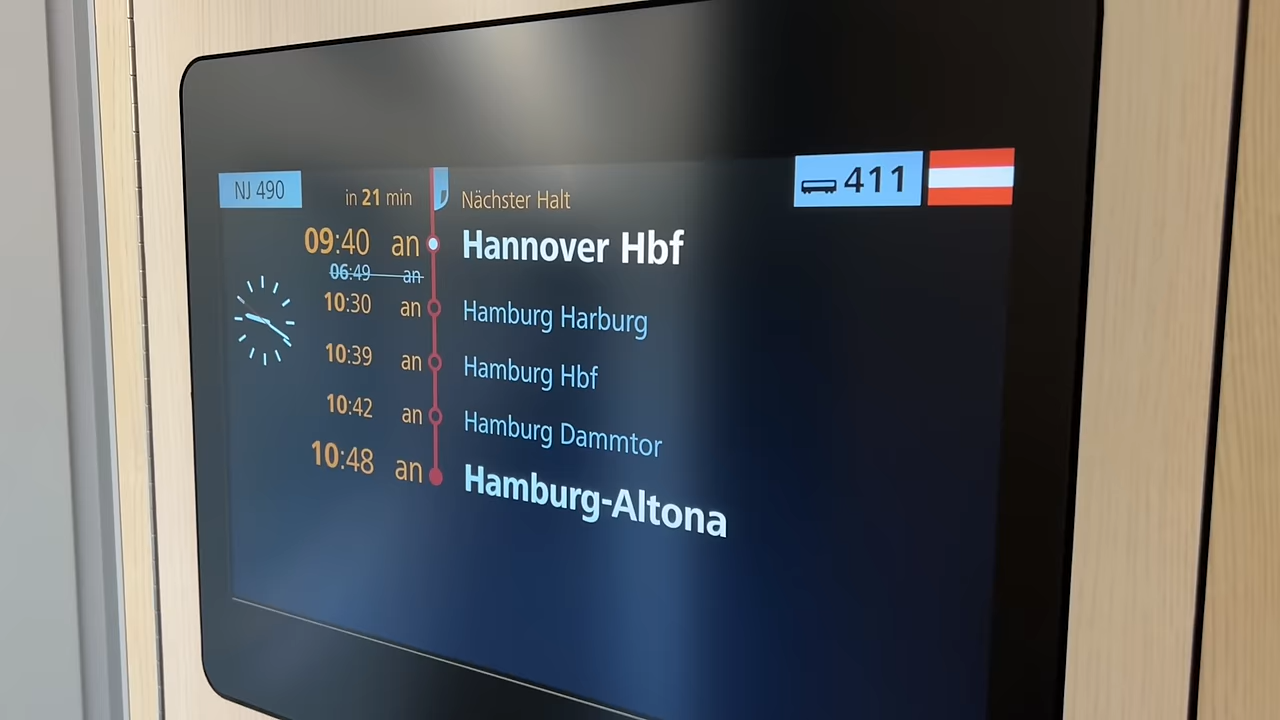 NJ 490 in 21 min Nächster Halt 411
09:40 an Hannover Hbf
06:49 an
10:30 an Hamburg Harburg
10:39 an Hamburg Hbf
10:42 an Hamburg Dammtor
10:48 an Hamburg-Altona